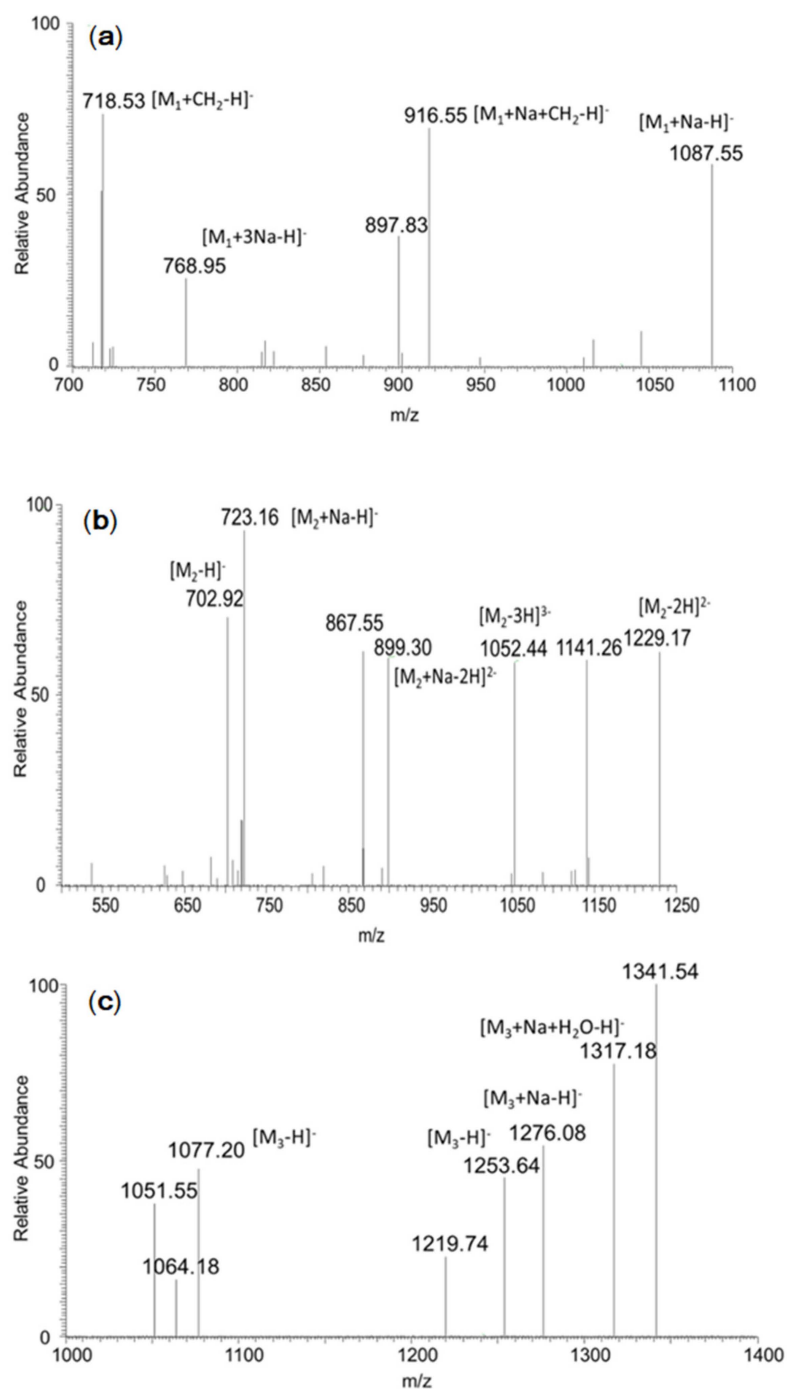 (a)
100
50
0
Relative Abundance
718.53 [M₁+CH₂-H]⁻
[M₁+3Na-H]⁻
768.95
897.83
916.55 [M₁+Na+CH₂-H]⁻
[M₁+Na-H]⁻
1087.55
700 750 800 850 900 950 1000 1050 1100
m/z
(b)
100
50
0
Relative Abundance
723.16 [M₂+Na-H]⁻
[M₂-H]⁻
702.92
867.55
899.30
[M₂+Na-2H]²⁻
[M₂-3H]³⁻
1052.44
1141.26
[M₂-2H]²⁻
1229.17
550 650 750 850 950 1050 1150 1250
m/z
(c)
100
50
0
Relative Abundance
1341.54
[M₃+Na+H₂O-H]⁻
1317.18
[M₃+Na-H]⁻
1276.08
[M₃-H]⁻
1253.64
1077.20 [M₃-H]⁻
1051.55
1064.18
1219.74
1000 1100 1200 1300 1400
m/z